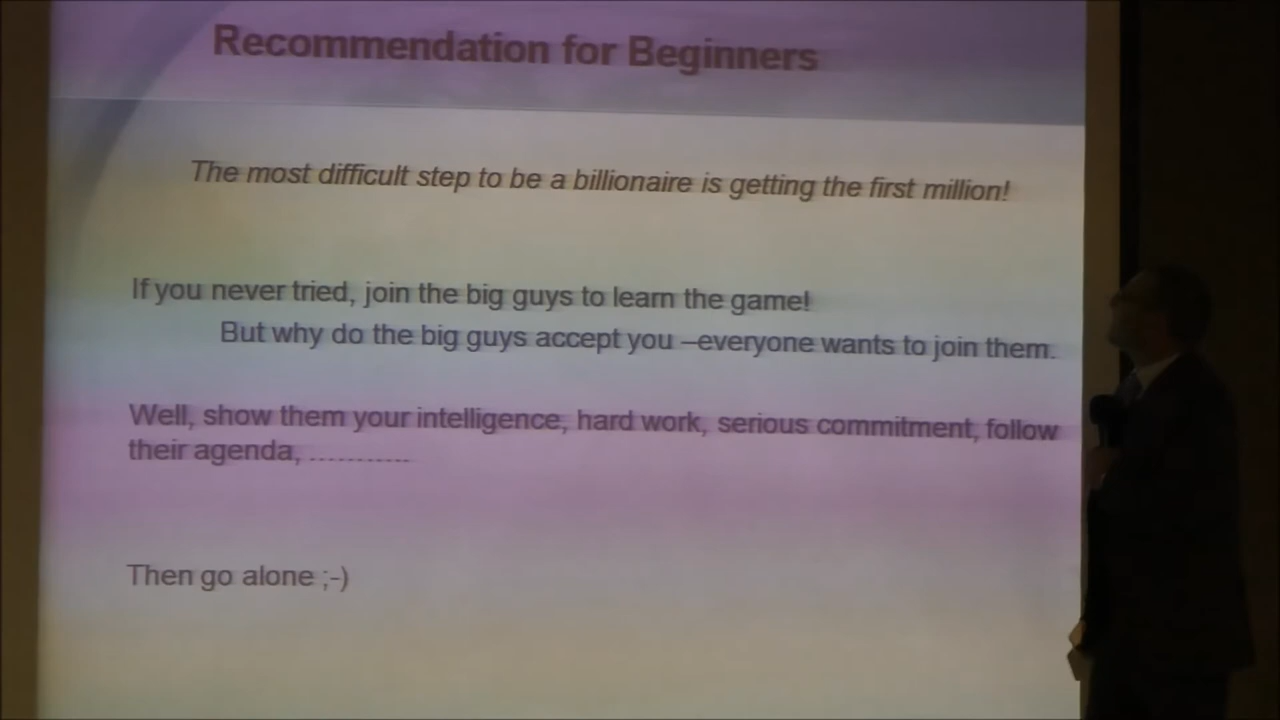 Recommendation for Beginners
The most difficult step to be a billionaire is getting the first million!
If you never tried, join the big guys to learn the game!
But why do the big guys accept you –everyone wants to join them.
Well, show them your intelligence, hard work, serious commitment, follow
their agenda, ............
Then go alone ;-)